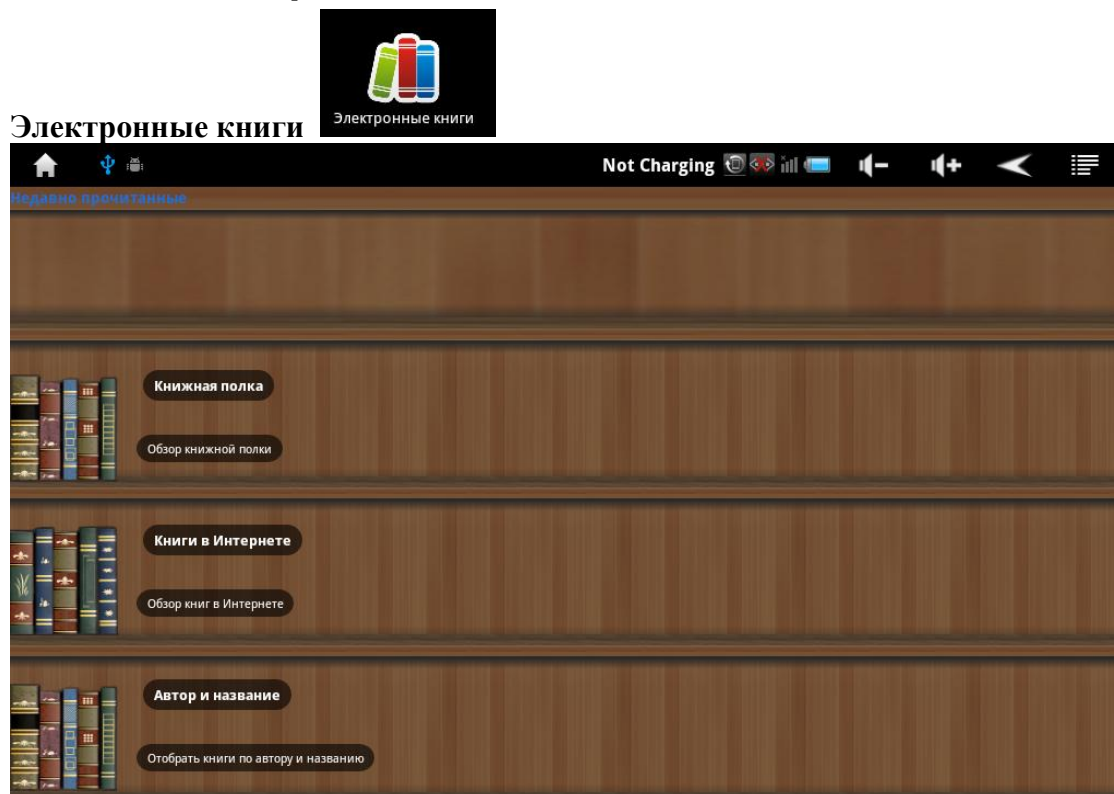 Электронные книги
Электронные книги
Not Charging
Недавно прочитанные
Книжная полка
Обзор книжной полки
Книги в Интернете
Обзор книг в Интернете
Автор и название
Отобрать книги по автору и названию